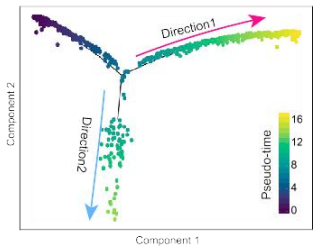 Direction1
Direction2
Component 2
Pseudo-time
16
12
8
4
0
Component 1